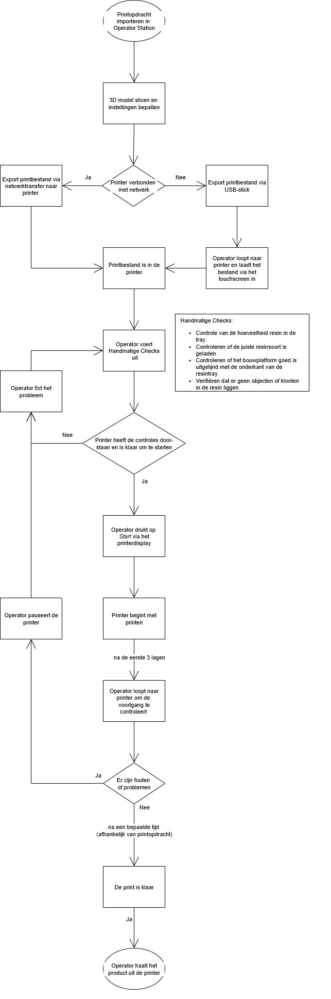 Printopdracht
importeren in
Operator Station
3D model slicen en
instellingen bepallen
Export printbestand via
netwerktransfer naar
printer
Ja
Printer verbonden
met netwerk
Nee
Export printbestand via
USB-stick
Printbestand is in de
printer
Operator loopt naar
printer en laadt het
bestand via het
touchscreen in
Handmatige Checks:
• Controle van de hoeveelheid resin in de
tray.
• Controleren of de juiste resinsoort is
geladen.
• Controleren of het bouwplatform goed is
uitgelijnd met de onderkant van de
resintray.
• Verifiëren dat er geen objecten of klonten
in de resin liggen.
Operator voert
Handmatige Checks
uit
Operator fixt het
probleem
Nee
Printer heeft de controles door-
staan en is klaar om te starten
Ja
Operator drukt op
Start via het
printerdisplay
Operator pauseert de
printer
Printer begint met
printen
na de eerste 3 lagen
Operator loopt naar
printer om de
voortgang te
controleert
Ja
Er zijn fouten
of problemen
Nee
na een bepaalde tijd
(afhankelijk van printopdracht)
De print is klaar
Ja
Operator haalt het
product uit de printer